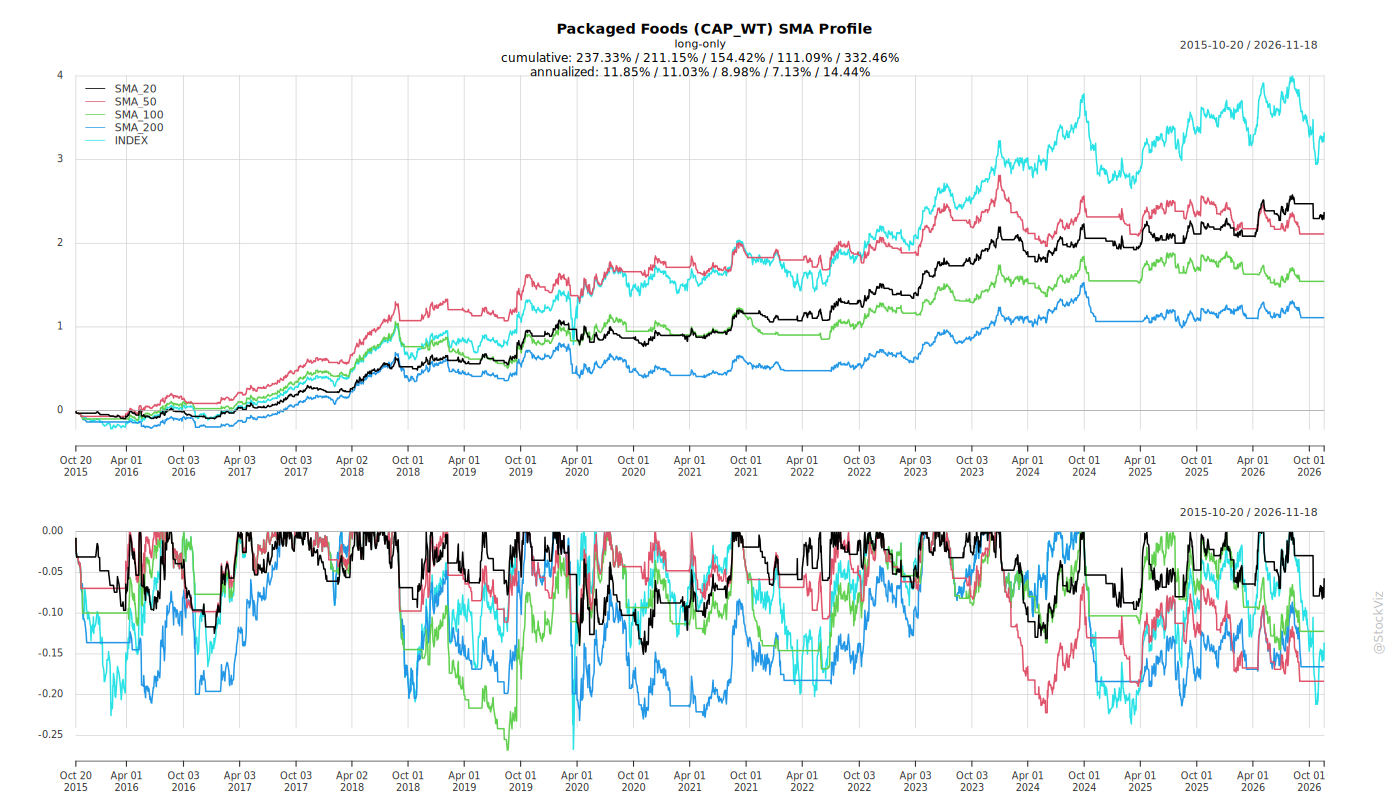 Packaged Foods (CAP_WT) SMA Profile
long-only
cumulative: 237.33% / 211.15% / 154.42% / 111.09% / 332.46%
annualized: 11.85% / 11.03% / 8.98% / 7.13% / 14.44%
2015-10-20 / 2026-11-18
SMA_20
SMA_50
SMA_100
SMA_200
INDEX
4
3
2
1
0
Oct 20 Apr 01 Oct 03 Apr 03 Oct 03 Apr 02 Oct 01 Apr 01 Oct 01 Apr 01 Oct 01 Apr 01 Oct 01 Apr 01 Oct 03 Apr 03 Oct 03 Apr 01 Oct 01 Apr 01 Oct 01 Apr 01 Oct 01
2015 2016 2016 2017 2017 2018 2018 2019 2019 2020 2020 2021 2021 2022 2022 2023 2023 2024 2024 2025 2025 2026 2026
2015-10-20 / 2026-11-18
0.00
-0.05
-0.10
-0.15
-0.20
-0.25
Oct 20 Apr 01 Oct 03 Apr 03 Oct 03 Apr 02 Oct 01 Apr 01 Oct 01 Apr 01 Oct 01 Apr 01 Oct 01 Apr 01 Oct 03 Apr 03 Oct 03 Apr 01 Oct 01 Apr 01 Oct 01 Apr 01 Oct 01
2015 2016 2016 2017 2017 2018 2018 2019 2019 2020 2020 2021 2021 2022 2022 2023 2023 2024 2024 2025 2025 2026 2026
@StockViz